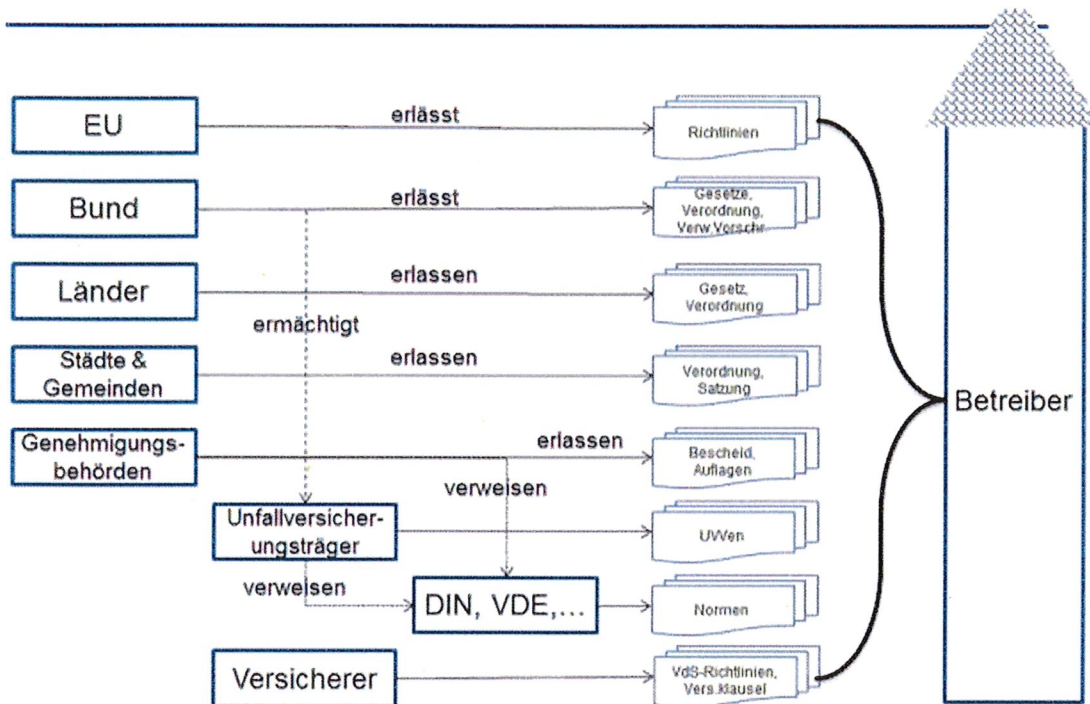 EU
erlässt
Richtlinien
Bund
erlässt
Gesetze,
Verordnung,
Verw.Vorschr.
Länder
erlassen
Gesetz,
Verordnung
ermächtigt
Städte &
Gemeinden
erlassen
Verordnung,
Satzung
Betreiber
Genehmigungs-
behörden
erlassen
Bescheid,
Auflagen
verweisen
Unfallversicher-
ungsträger
UVVen
verweisen
DIN, VDE,...
Normen
Versicherer
VdS-Richtlinien,
Vers.klausel